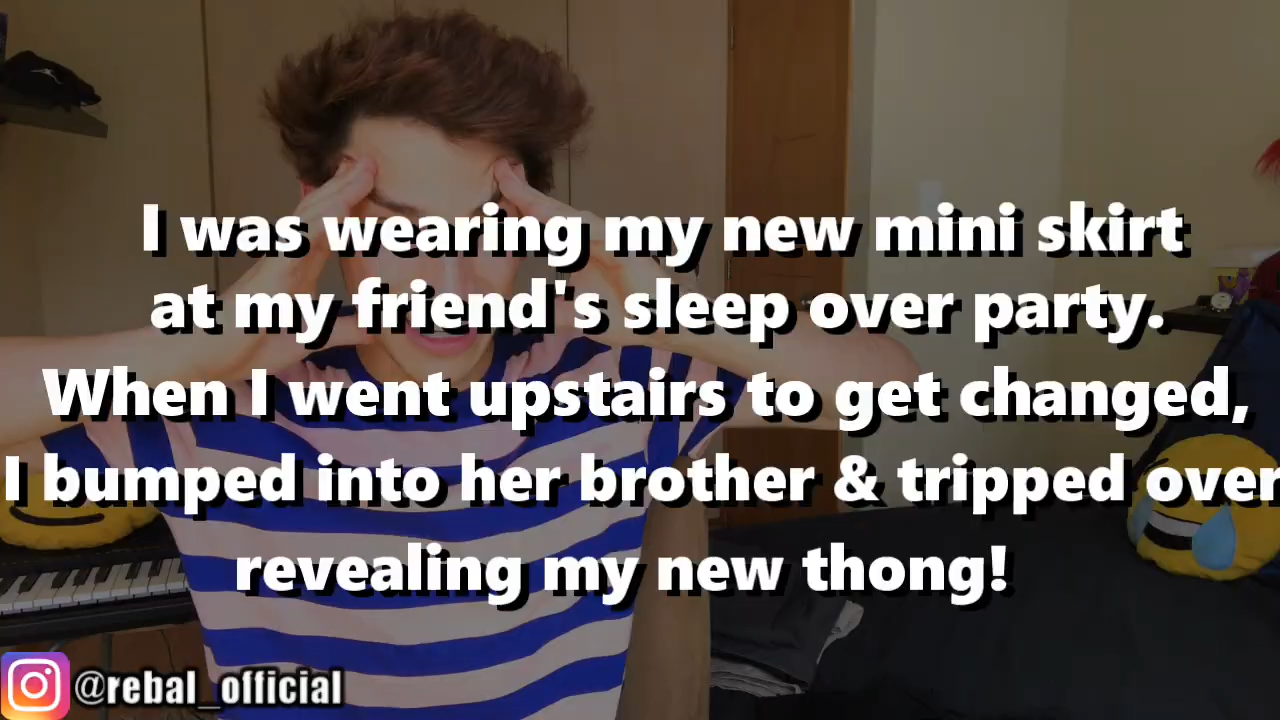 I was wearing my new mini skirt
at my friend's sleep over party.
When I went upstairs to get changed,
I bumped into her brother & tripped over
revealing my new thong!
@rebal_official